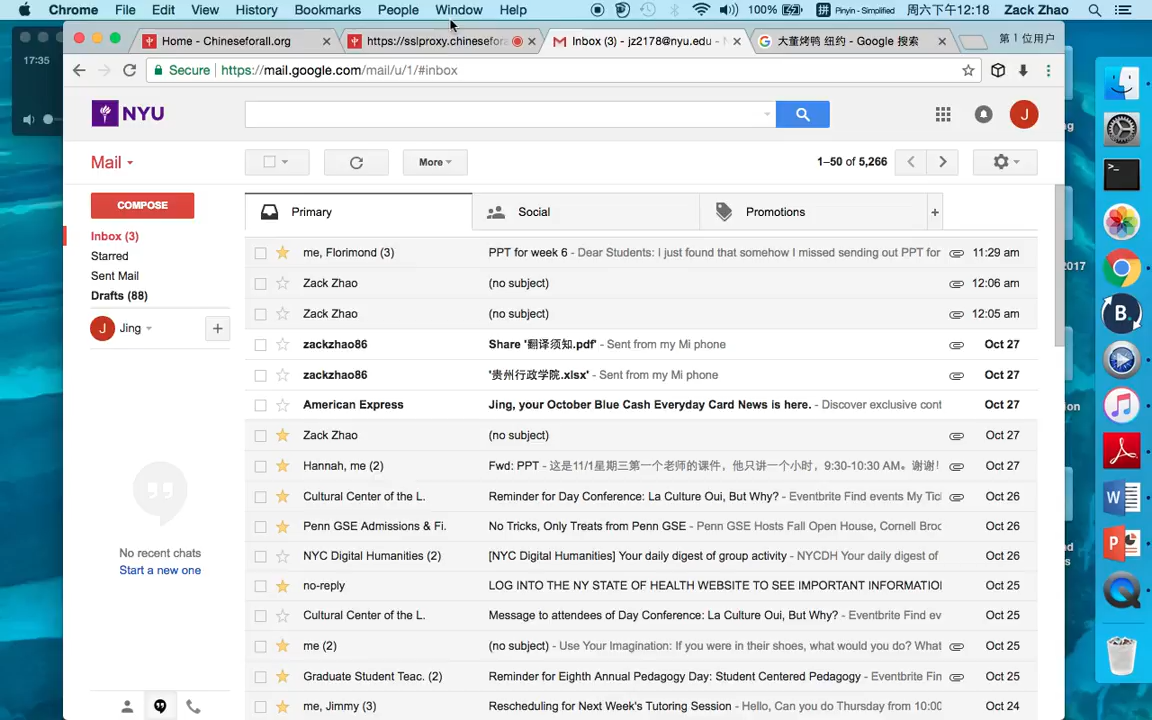 Chrome File Edit View History Bookmarks People Window Help 100% Pinyin - Simplified 周六下午12:18 Zack Zhao
17:35
Home - Chineseforall.org
https://sslproxy.chinesefora
Inbox (3) - jz2178@nyu.edu -
大董烤鸭 纽约 - Google 搜索
第 1 位用户
Secure https://mail.google.com/mail/u/1/#inbox
NYU
J
Mail
More
1–50 of 5,266
COMPOSE
Primary
Social
Promotions
+
Inbox (3)
Starred
Sent Mail
Drafts (88)
J Jing +
me, Florimond (3) PPT for week 6 - Dear Students: I just found that somehow I missed sending out PPT for 11:29 am
Zack Zhao (no subject) 12:06 am
Zack Zhao (no subject) 12:05 am
zackzhao86 Share '翻译须知.pdf' - Sent from my Mi phone Oct 27
zackzhao86 '贵州行政学院.xlsx' - Sent from my Mi phone Oct 27
American Express Jing, your October Blue Cash Everyday Card News is here. - Discover exclusive cont Oct 27
Zack Zhao (no subject) Oct 27
Hannah, me (2) Fwd: PPT - 这是11/1星期三第一个老师的课件，他只讲一个小时，9:30-10:30 AM。谢谢! Oct 27
Cultural Center of the L. Reminder for Day Conference: La Culture Oui, But Why? - Eventbrite Find events My Tic Oct 26
Penn GSE Admissions & Fi. No Tricks, Only Treats from Penn GSE - Penn GSE Hosts Fall Open House, Cornell Broc Oct 26
NYC Digital Humanities (2) [NYC Digital Humanities] Your daily digest of group activity - NYCDH Your daily digest of Oct 26
no-reply LOG INTO THE NY STATE OF HEALTH WEBSITE TO SEE IMPORTANT INFORMATIO Oct 25
Cultural Center of the L. Message to attendees of Day Conference: La Culture Oui, But Why? - Eventbrite Find ev Oct 25
me (2) (no subject) - Use Your Imagination: If you were in their shoes, what would you do? What Oct 25
Graduate Student Teac. (2) Reminder for Eighth Annual Pedagogy Day: Student Centered Pedagogy - Eighth Annual Oct 25
me, Jimmy (3) Rescheduling for Next Week's Tutoring Session - Hello, Can you do Thursday from 10:00 Oct 24
No recent chats
Start a new one
2017
B.
W
P